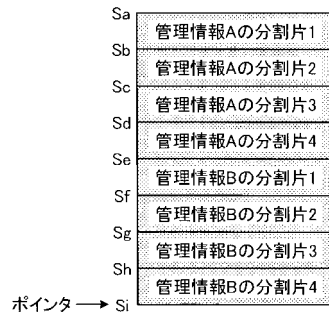 Sa
管理情報Aの分割片1
Sb
管理情報Aの分割片2
Sc
管理情報Aの分割片3
Sd
管理情報Aの分割片4
Se
管理情報Bの分割片1
Sf
管理情報Bの分割片2
Sg
管理情報Bの分割片3
Sh
管理情報Bの分割片4
ポインタ Si